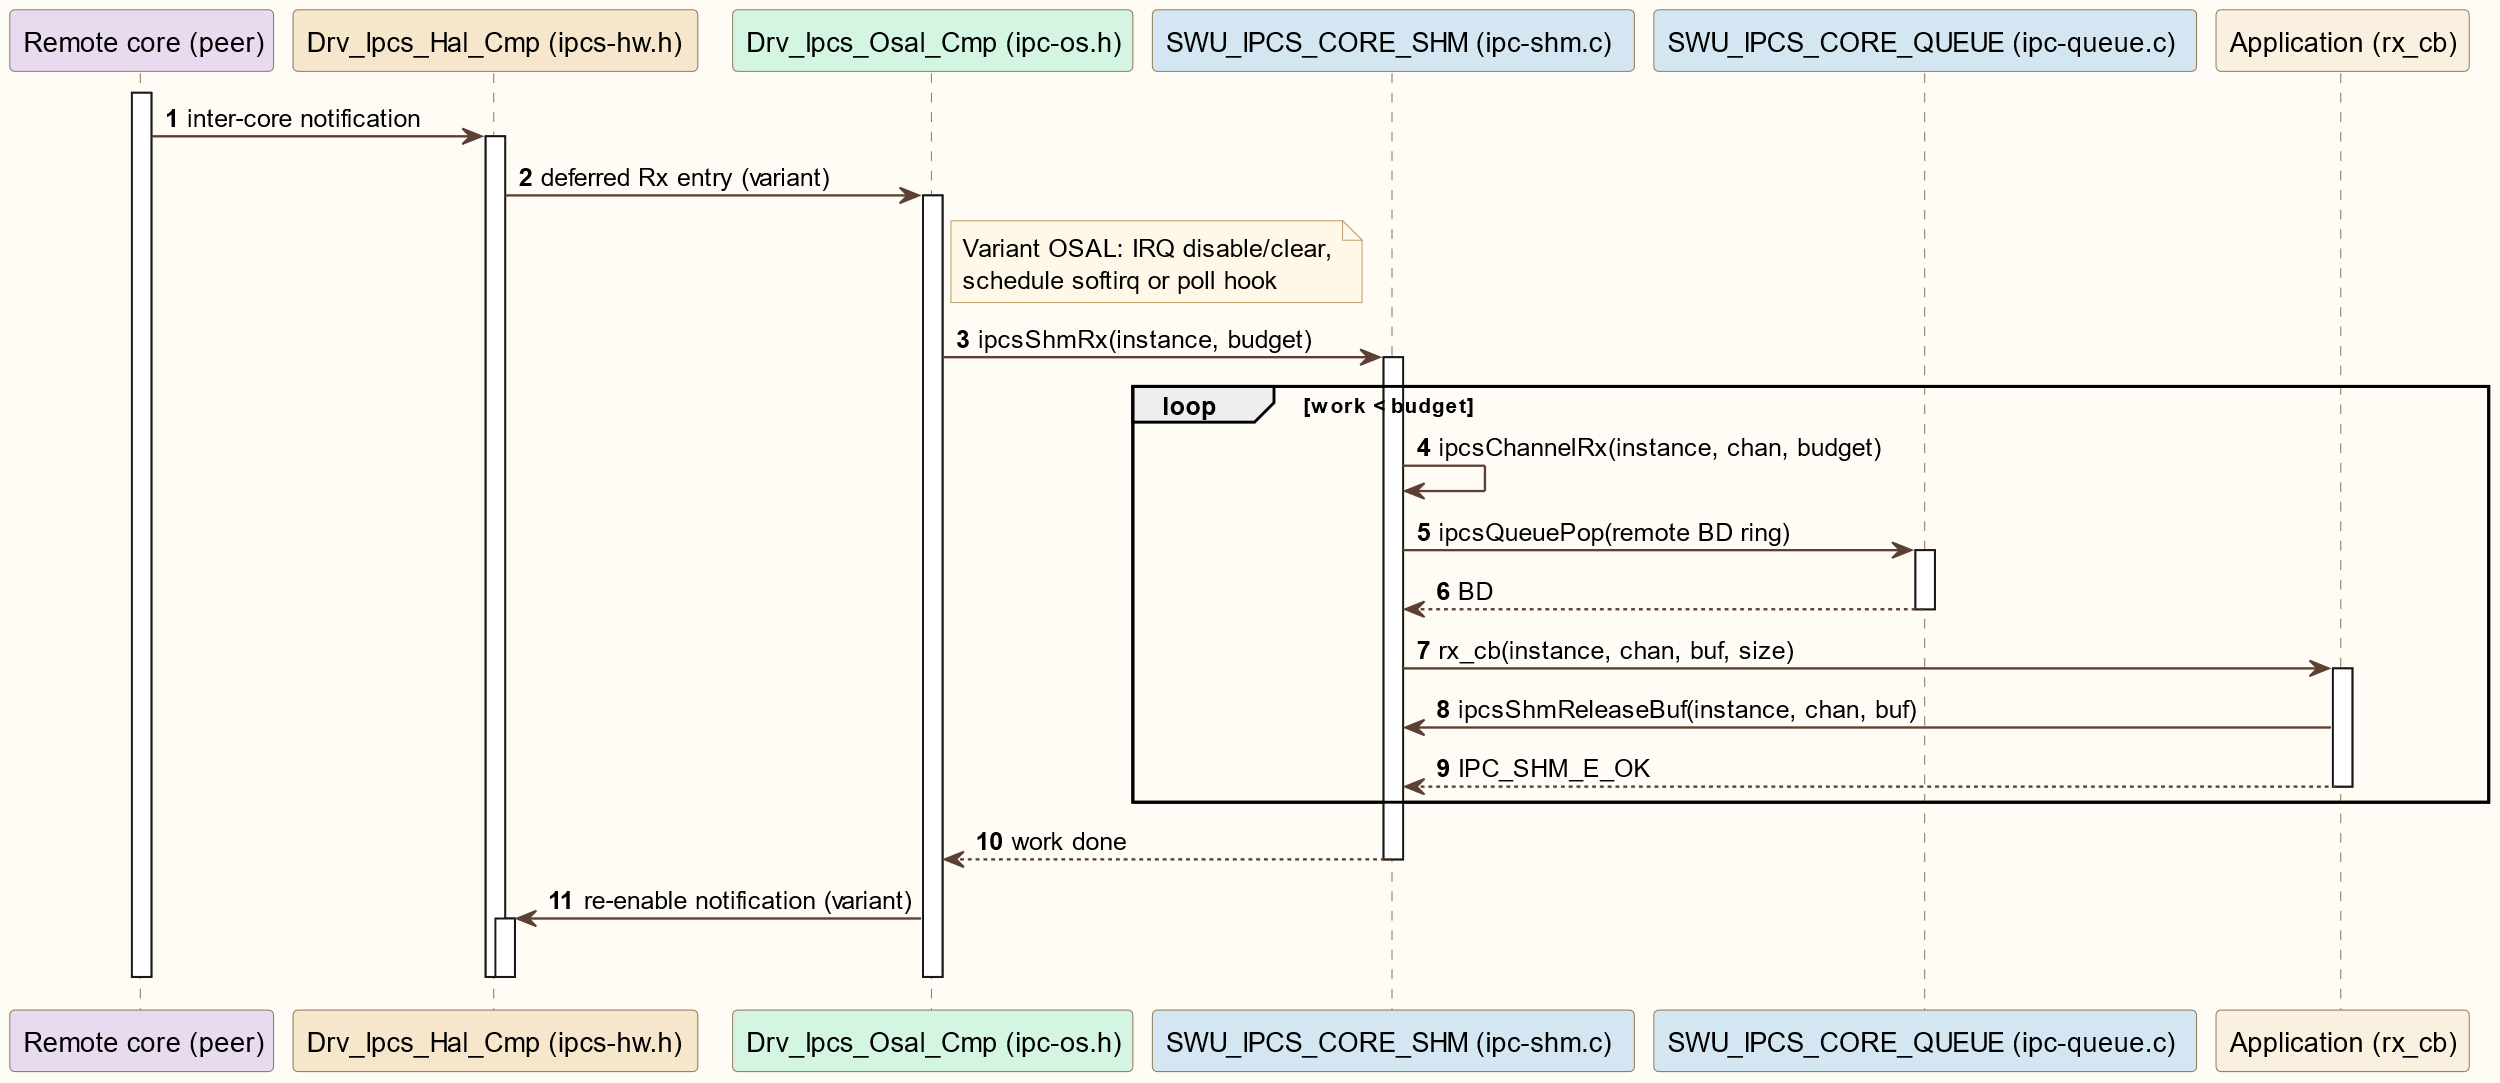 Remote core (peer)
Drv_Ipcs_Hal_Cmp (ipcs-hw.h)
Drv_Ipcs_Osal_Cmp (ipc-os.h)
SWU_IPCS_CORE_SHM (ipc-shm.c)
SWU_IPCS_CORE_QUEUE (ipc-queue.c)
Application (rx_cb)
1 inter-core notification
2 deferred Rx entry (variant)
Variant OSAL: IRQ disable/clear,
schedule softirq or poll hook
3 ipcsShmRx(instance, budget)
loop
[work < budget]
4 ipcsChannelRx(instance, chan, budget)
5 ipcsQueuePop(remote BD ring)
6 BD
7 rx_cb(instance, chan, buf, size)
8 ipcsShmReleaseBuf(instance, chan, buf)
9 IPC_SHM_E_OK
10 work done
11 re-enable notification (variant)
Remote core (peer)
Drv_Ipcs_Hal_Cmp (ipcs-hw.h)
Drv_Ipcs_Osal_Cmp (ipc-os.h)
SWU_IPCS_CORE_SHM (ipc-shm.c)
SWU_IPCS_CORE_QUEUE (ipc-queue.c)
Application (rx_cb)